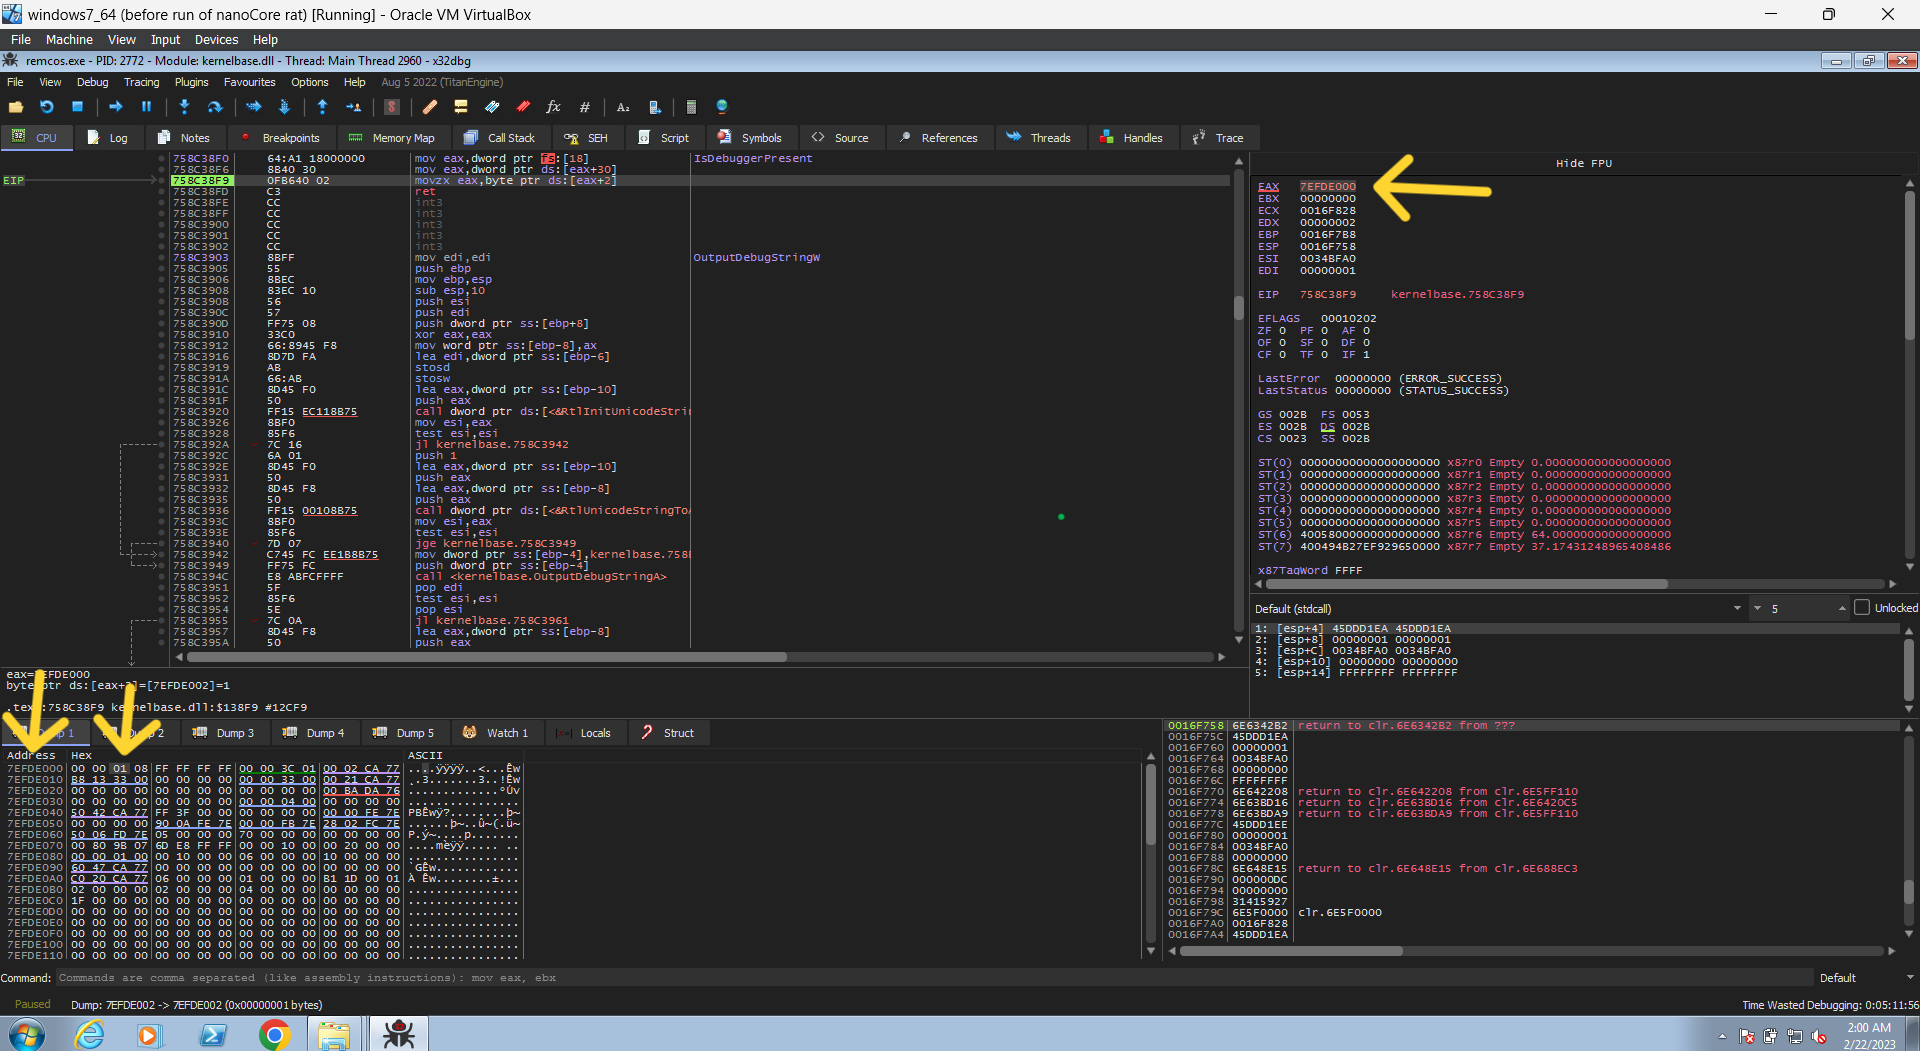 windows7_64 (before run of nanoCore rat) [Running] - Oracle VM VirtualBox
File Machine View Input Devices Help
remcos.exe - PID: 2772 - Module: kernelbase.dll - Thread: Main Thread 2960 - x32dbg
File View Debug Tracing Plugins Favourites Options Help Aug 5 2022 (TitanEngine)
CPU Log Notes Breakpoints Memory Map Call Stack SEH Script Symbols Source References Threads Handles Trace
758C38F0 64:A1 18000000 mov eax,dword ptr fs:[18] IsDebuggerPresent
758C38F6 8B40 30 mov eax,dword ptr ds:[eax+30]
EIP 758C38F9 0FB640 02 movzx eax,byte ptr ds:[eax+2]
758C38FD C3 ret
758C38FE CC int3
758C38FF CC int3
758C3900 CC int3
758C3901 CC int3
758C3902 CC int3
758C3903 8BFF mov edi,edi OutputDebugStringW
758C3905 55 push ebp
758C3906 8BEC mov ebp,esp
758C3908 83EC 10 sub esp,10
758C390B 56 push esi
758C390C 57 push edi
758C390D FF75 08 push dword ptr ss:[ebp+8]
758C3910 33C0 xor eax,eax
758C3912 66:8945 F8 mov word ptr ss:[ebp-8],ax
758C3916 8D7D FA lea edi,dword ptr ss:[ebp-6]
758C3919 AB stosd
758C391A 66:AB stosw
758C391C 8D45 F0 lea eax,dword ptr ss:[ebp-10]
758C391F 50 push eax
758C3920 FF15 EC118B75 call dword ptr ds:[<&RtlInitUnicodeStri
758C3926 8BF0 mov esi,eax
758C3928 85F6 test esi,esi
758C392A 7C 16 jl kernelbase.758C3942
758C392C 6A 01 push 1
758C392E 8D45 F0 lea eax,dword ptr ss:[ebp-10]
758C3931 50 push eax
758C3932 8D45 F8 lea eax,dword ptr ss:[ebp-8]
758C3935 50 push eax
758C3936 FF15 00108B75 call dword ptr ds:[<&RtlUnicodeStringTo
758C393C 8BF0 mov esi,eax
758C393E 85F6 test esi,esi
758C3940 7D 07 jge kernelbase.758C3949
758C3942 C745 FC EE1B8B75 mov dword ptr ss:[ebp-4],kernelbase.758
758C3949 FF75 FC push dword ptr ss:[ebp-4]
758C394C E8 ABFCFFFF call <kernelbase.OutputDebugStringA>
758C3951 5F pop edi
758C3952 85F6 test esi,esi
758C3954 5E pop esi
758C3955 7C 0A jl kernelbase.758C3961
758C3957 8D45 F8 lea eax,dword ptr ss:[ebp-8]
758C395A 50 push eax
Hide FPU
EAX 7EFDE000
EBX 00000000
ECX 0016F828
EDX 00000002
EBP 0016F7B8
ESP 0016F758
ESI 0034BFA0
EDI 00000001
EIP 758C38F9 kernelbase.758C38F9
EFLAGS 00010202
ZF 0 PF 0 AF 0
OF 0 SF 0 DF 0
CF 0 TF 0 IF 1
LastError 00000000 (ERROR_SUCCESS)
LastStatus 00000000 (STATUS_SUCCESS)
GS 002B FS 0053
ES 002B DS 002B
CS 0023 SS 002B
ST(0) 00000000000000000000 x87r0 Empty 0.000000000000000000
ST(1) 00000000000000000000 x87r1 Empty 0.000000000000000000
ST(2) 00000000000000000000 x87r2 Empty 0.000000000000000000
ST(3) 00000000000000000000 x87r3 Empty 0.000000000000000000
ST(4) 00000000000000000000 x87r4 Empty 0.000000000000000000
ST(5) 00000000000000000000 x87r5 Empty 0.000000000000000000
ST(6) 40058000000000000000 x87r6 Empty 64.00000000000000000
ST(7) 400494B27EF929650000 x87r7 Empty 37.17431248965408486
x87TagWord FFFF
Default (stdcall) 5 Unlocked
1: [esp+4] 45DDD1EA 45DDD1EA
2: [esp+8] 00000001 00000001
3: [esp+C] 0034BFA0 0034BFA0
4: [esp+10] 00000000 00000000
5: [esp+14] FFFFFFFF FFFFFFFF
byte ptr ds:[eax+2]=[7EFDE002]=1
.text:758C38F9 kernelbase.dll:$138F9 #12CF9
1 2 Dump 3 Dump 4 Dump 5 Watch 1 Locals Struct
Address Hex ASCII
7EFDE000 00 00 01 08 FF FF FF FF 00 00 3C 01 00 02 CA 77 ....ÿÿÿÿ..<...Êw
7EFDE010 B8 13 33 00 00 00 00 00 00 00 33 00 00 21 CA 77 ¸.3.......3..!Êw
7EFDE020 00 00 00 00 00 00 00 00 00 00 00 00 00 BA DA 76 .............ºÚv
7EFDE030 00 00 00 00 00 00 00 00 00 00 04 00 00 00 00 00 ................
7EFDE040 50 42 CA 77 FF 3F 00 00 00 00 00 00 00 00 FE 7E PBÊwÿ?........þ~
7EFDE050 00 00 00 00 90 0A FE 7E 00 00 FB 7E 28 02 FC 7E ......þ~..û~(.ü~
7EFDE060 50 06 FD 7E 05 00 00 00 70 00 00 00 00 00 00 00 P.ý~....p.......
7EFDE070 00 80 9B 07 6D E8 FF FF 00 00 10 00 00 20 00 00 ....mèÿÿ..... ..
7EFDE080 00 00 01 00 00 10 00 00 06 00 00 00 10 00 00 00 ................
7EFDE090 60 47 CA 77 00 00 00 00 00 00 00 00 00 00 00 00 `GÊw............
7EFDE0A0 C0 20 CA 77 06 00 00 00 01 00 00 00 B1 1D 00 01 À Êw........±...
7EFDE0B0 02 00 00 00 02 00 00 00 04 00 00 00 00 00 00 00 ................
7EFDE0C0 1F 00 00 00 00 00 00 00 00 00 00 00 00 00 00 00 ................
7EFDE0D0 00 00 00 00 00 00 00 00 00 00 00 00 00 00 00 00 ................
7EFDE0E0 00 00 00 00 00 00 00 00 00 00 00 00 00 00 00 00 ................
7EFDE0F0 00 00 00 00 00 00 00 00 00 00 00 00 00 00 00 00 ................
7EFDE100 00 00 00 00 00 00 00 00 00 00 00 00 00 00 00 00 ................
7EFDE110 00 00 00 00 00 00 00 00 00 00 00 00 00 00 00 00 ................
0016F758 6E6342B2 return to clr.6E6342B2 from ???
0016F75C 45DDD1EA
0016F760 00000001
0016F764 0034BFA0
0016F768 00000000
0016F76C FFFFFFFF
0016F770 6E642208 return to clr.6E642208 from clr.6E5FF110
0016F774 6E63BD16 return to clr.6E63BD16 from clr.6E6420C5
0016F778 6E63BDA9 return to clr.6E63BDA9 from clr.6E5FF110
0016F77C 45DDD1EE
0016F780 00000001
0016F784 0034BFA0
0016F788 00000000
0016F78C 6E648E15 return to clr.6E648E15 from clr.6E688EC3
0016F790 000000DC
0016F794 00000000
0016F798 31415927
0016F79C 6E5F0000 clr.6E5F0000
0016F7A0 0016F828
0016F7A4 45DDD1EA
Command: Commands are comma separated (like assembly instructions): mov eax, ebx Default
Paused Dump: 7EFDE002 -> 7EFDE002 (0x00000001 bytes) Time Wasted Debugging: 0:05:11:56
2:00 AM
2/22/2023